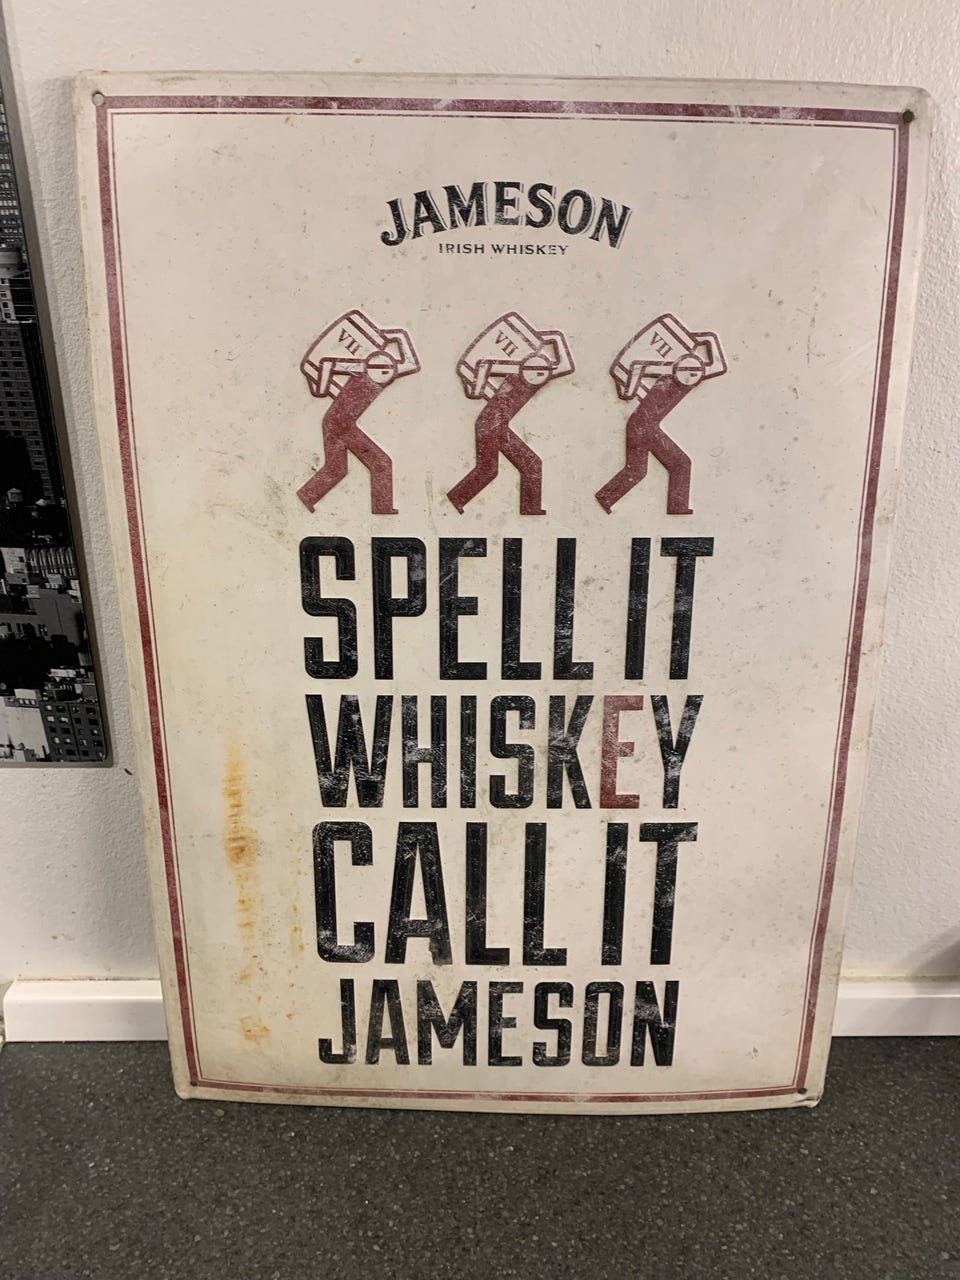 JAMESON
IRISH WHISKEY
VII VII VII
SPELL IT
WHISKEY
CALL IT
JAMESON